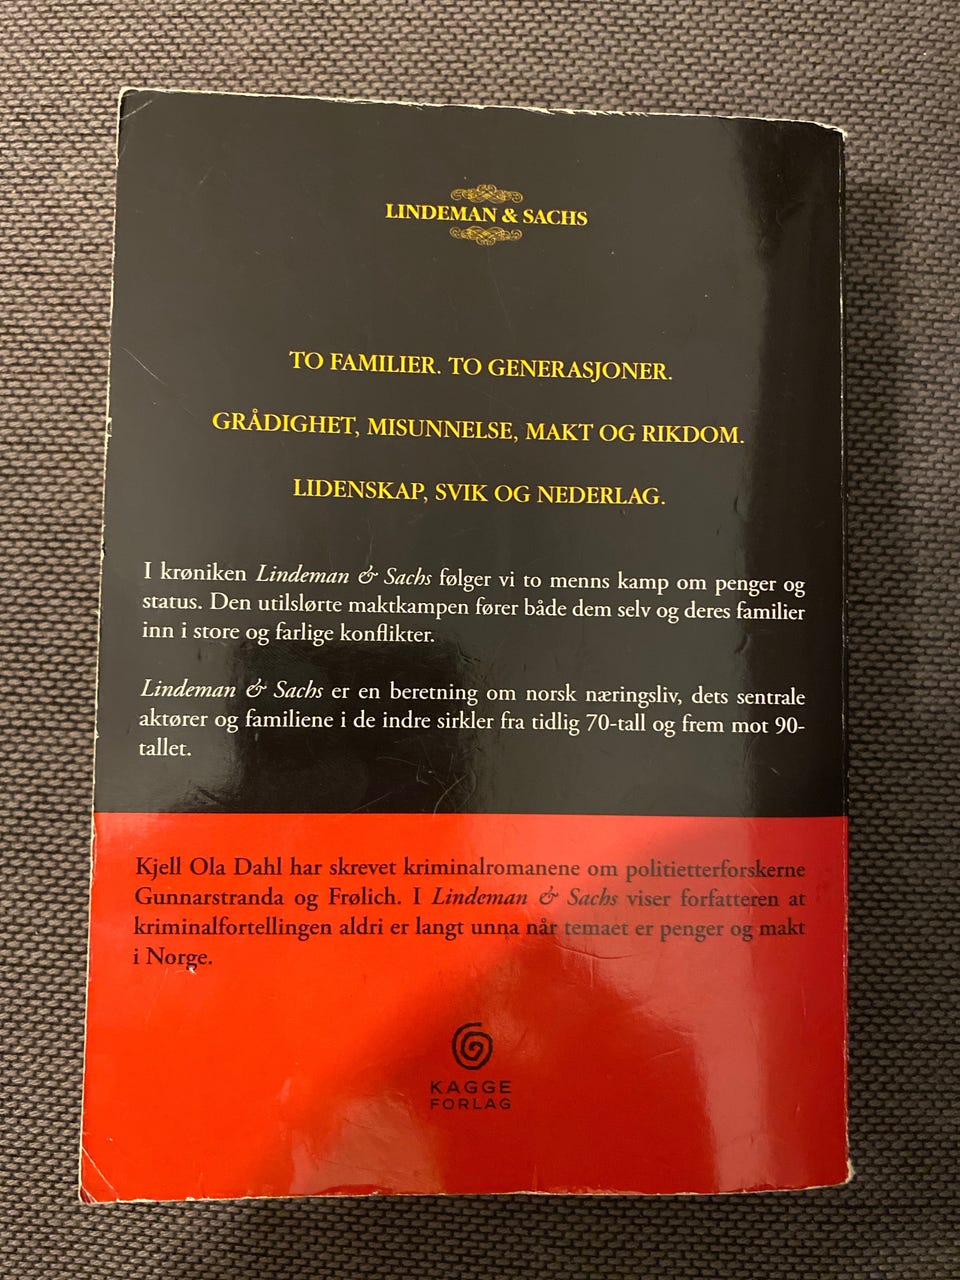 LINDEMAN & SACHS
TO FAMILIER. TO GENERASJONER.
GRÅDIGHET, MISUNNELSE, MAKT OG RIKDOM.
LIDENSKAP, SVIK OG NEDERLAG.
I krøniken Lindeman & Sachs følger vi to menns kamp om penger og
status. Den utilslørte maktkampen fører både dem selv og deres familier
inn i store og farlige konflikter.
Lindeman & Sachs er en beretning om norsk næringsliv, dets sentrale
aktører og familiene i de indre sirkler fra tidlig 70-tall og frem mot 90-
tallet.
Kjell Ola Dahl har skrevet kriminalromanene om politietterforskerne
Gunnarstranda og Frølich. I Lindeman & Sachs viser forfatteren at
kriminalfortellingen aldri er langt unna når temaet er penger og makt
i Norge.
KAGGE
FORLAG